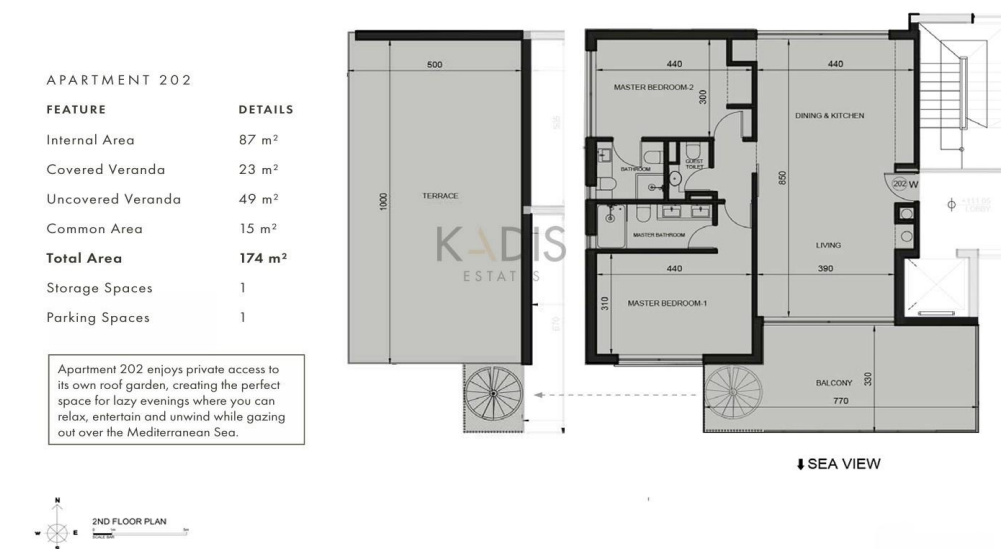 APARTMENT 202
FEATURE DETAILS
Internal Area 87 m²
Covered Veranda 23 m²
Uncovered Veranda 49 m²
Common Area 15 m²
Total Area 174 m²
Storage Spaces 1
Parking Spaces 1
Apartment 202 enjoys private access to
its own roof garden, creating the perfect
space for lazy evenings where you can
relax, entertain and unwind while gazing
out over the Mediterranean Sea.
500
1000
TERRACE
440
MASTER BEDROOM-2
300
440
DINING & KITCHEN
BATHROOM
GUEST
TOILET
850
202 W
LOBBY
MASTER BATHROOM
LIVING
KADIS
ESTATES
440
390
310
MASTER BEDROOM-1
BALCONY
330
770
SEA VIEW
N
W E
S
2ND FLOOR PLAN
SCALE BAR